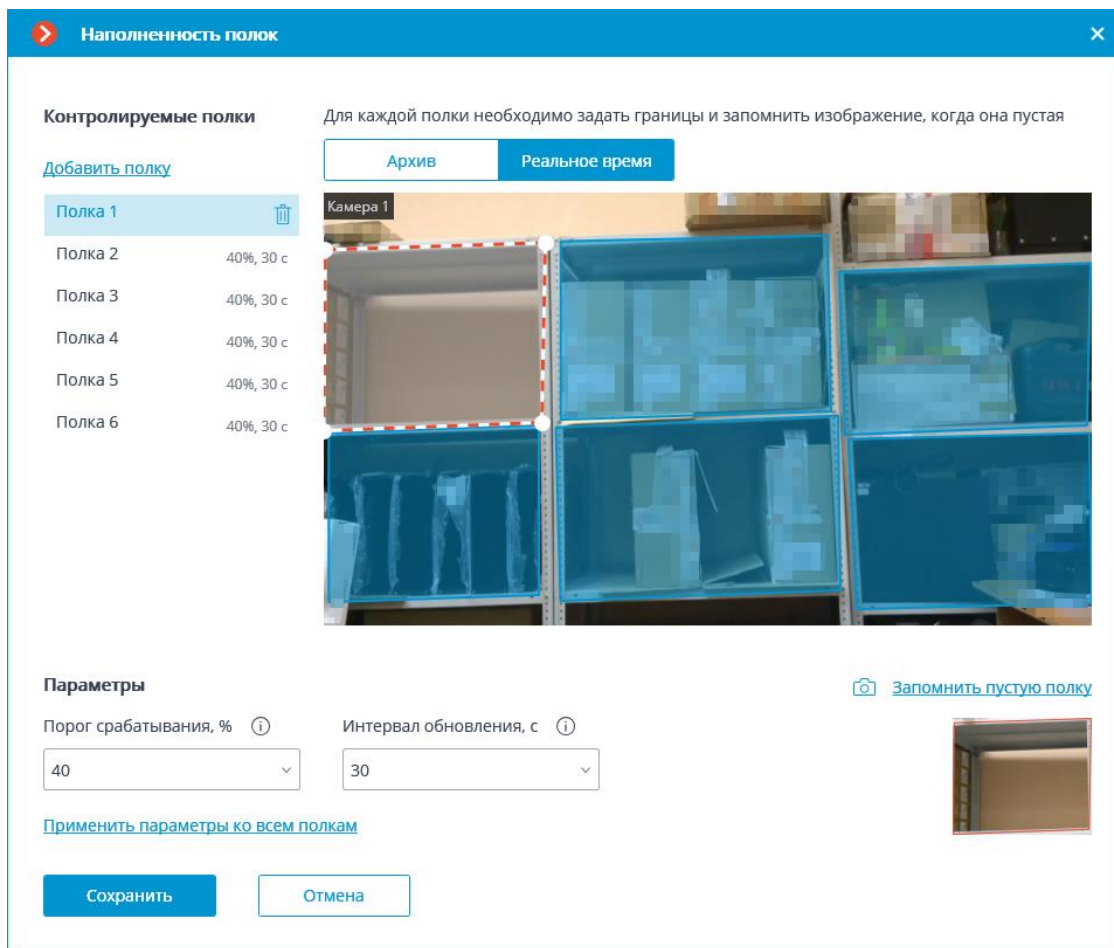 Наполненность полок
Контролируемые полки
Для каждой полки необходимо задать границы и запомнить изображение, когда она пустая
Добавить полку
Архив
Реальное время
Полка 1
Полка 2 40%, 30 с
Полка 3 40%, 30 с
Полка 4 40%, 30 с
Полка 5 40%, 30 с
Полка 6 40%, 30 с
Камера 1
Параметры
Запомнить пустую полку
Порог срабатывания, %
Интервал обновления, с
40
30
Применить параметры ко всем полкам
Сохранить
Отмена